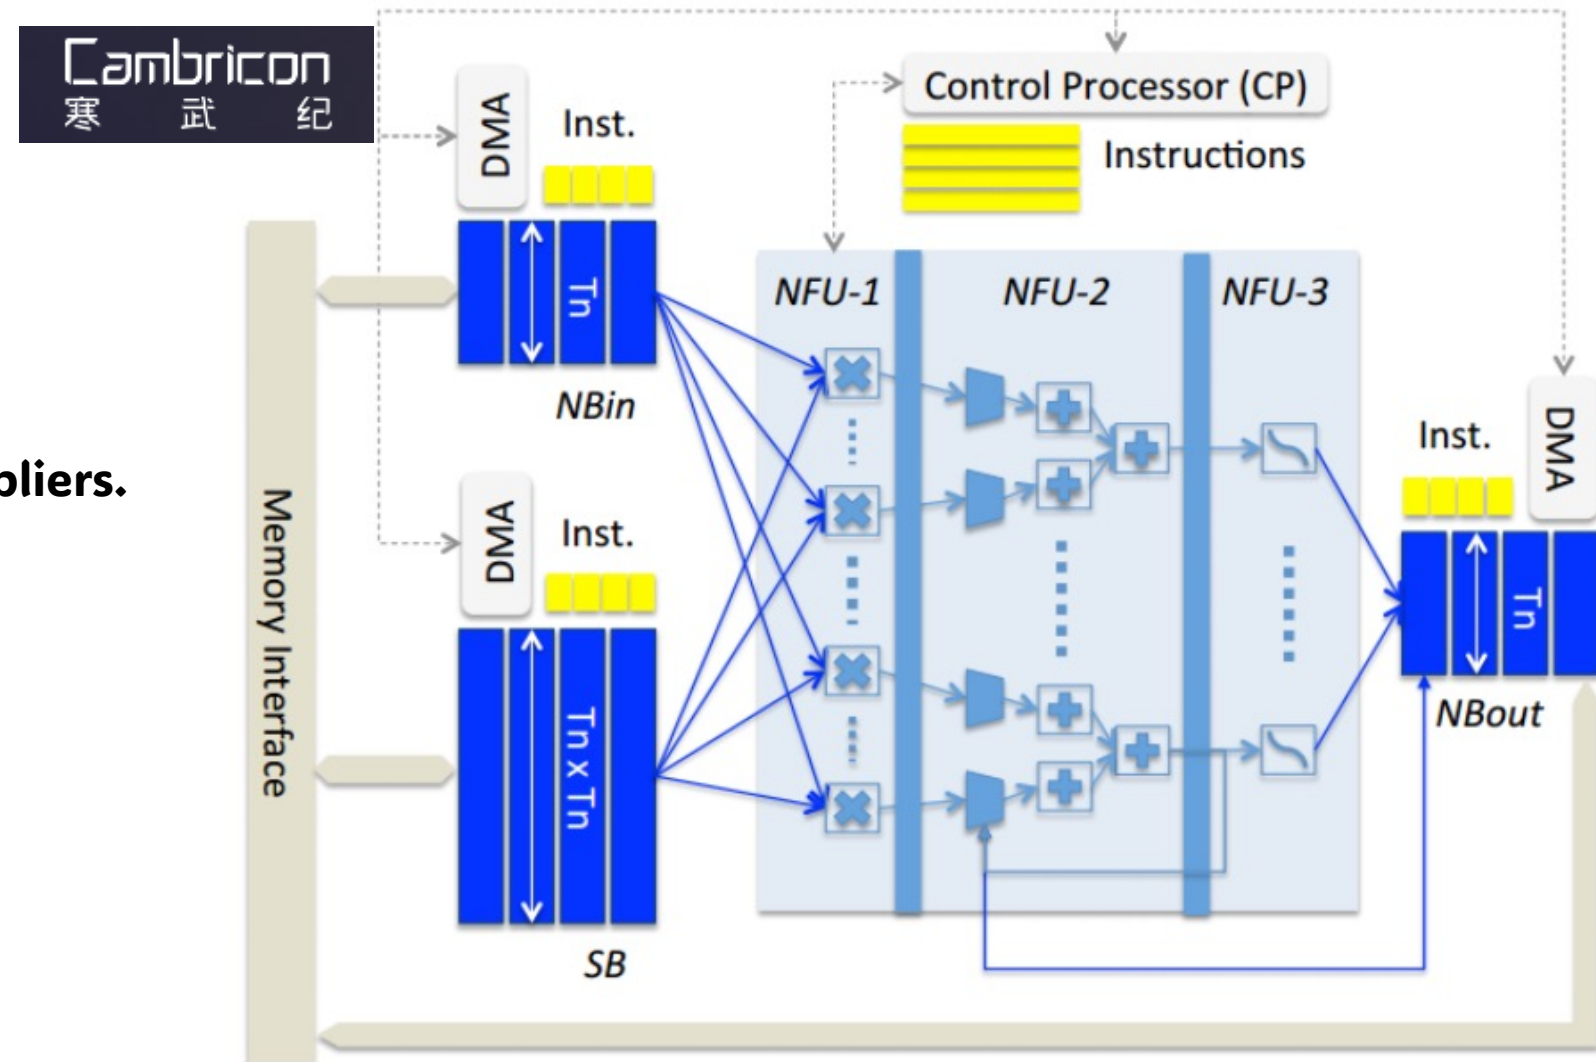 Cambricon
寒 武 纪
Control Processor (CP)
DMA
Inst.
Instructions
Tn
NBin
NFU-1
NFU-2
NFU-3
pliers.
DMA
Inst.
Inst.
DMA
Memory Interface
Tn x Tn
Tn
NBout
SB